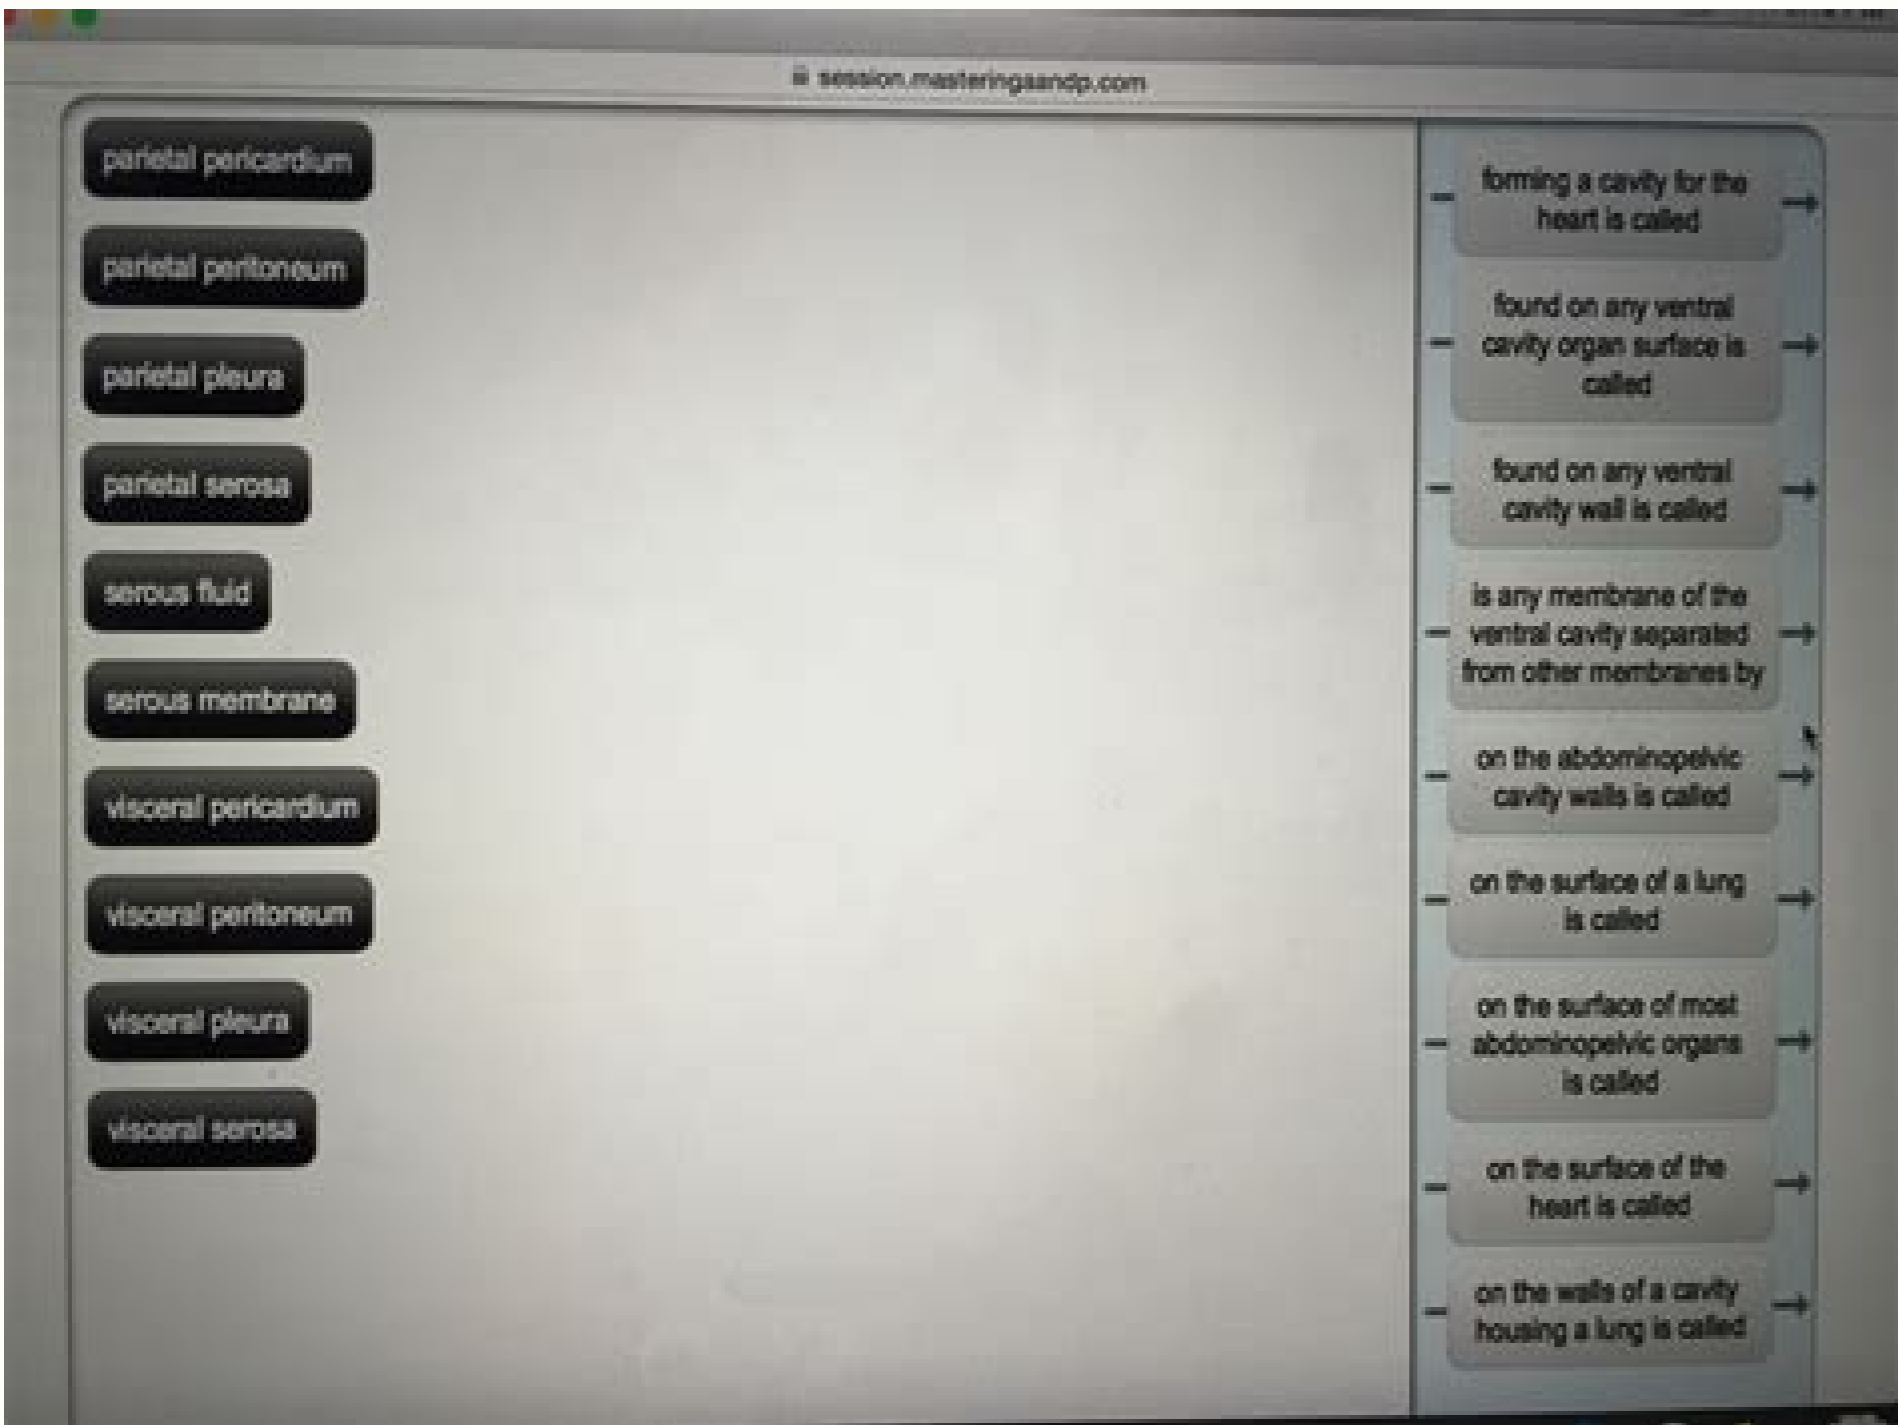 session.masteringaandp.com
parietal pericardium
parietal peritoneum
parietal pleura
parietal serosa
serous fluid
serous membrane
visceral pericardium
visceral peritoneum
visceral pleura
visceral serosa
forming a cavity for the
heart is called
found on any ventral
cavity organ surface is
called
found on any ventral
cavity wall is called
is any membrane of the
ventral cavity separated
from other membranes by
on the abdominopelvic
cavity walls is called
on the surface of a lung
is called
on the surface of most
abdominopelvic organs
is called
on the surface of the
heart is called
on the walls of a cavity
housing a lung is called